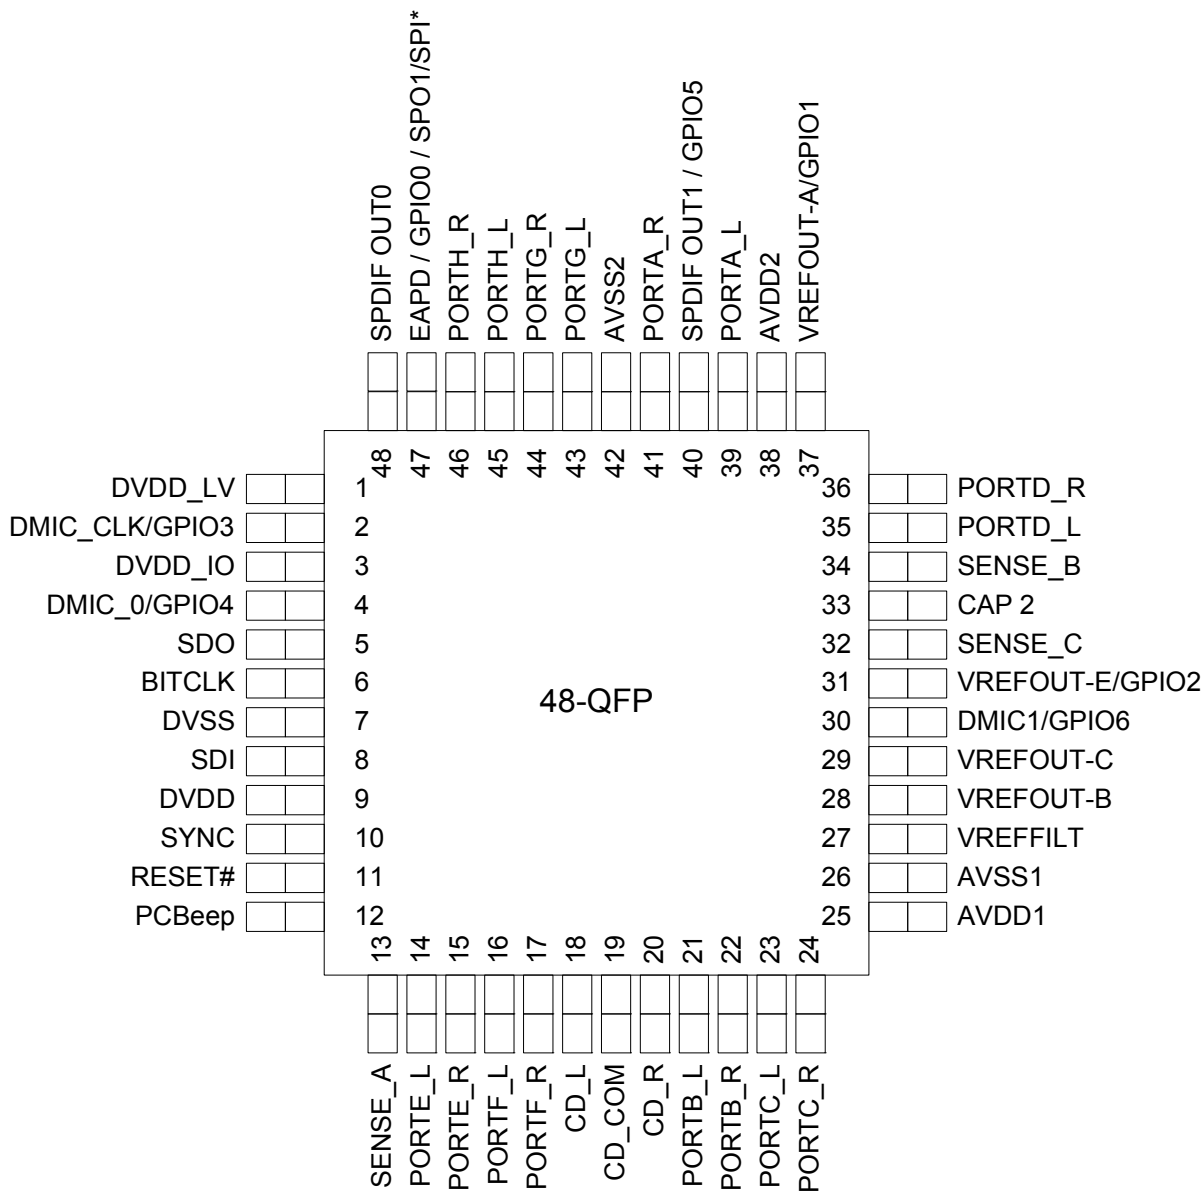 SPDIF OUT0
EAPD / GPIO0 / SPO1/SPI*
PORTH_R
PORTH_L
PORTG_R
PORTG_L
AVSS2
PORTA_R
SPDIF OUT1 / GPIO5
PORTA_L
AVDD2
VREFOUT-A/GPIO1
48
47
46
45
44
43
42
41
40
39
38
37
DVDD_LV 1
DMIC_CLK/GPIO3 2
DVDD_IO 3
DMIC_0/GPIO4 4
SDO 5
BITCLK 6
DVSS 7
SDI 8
DVDD 9
SYNC 10
RESET# 11
PCBeep 12
48-QFP
36 PORTD_R
35 PORTD_L
34 SENSE_B
33 CAP 2
32 SENSE_C
31 VREFOUT-E/GPIO2
30 DMIC1/GPIO6
29 VREFOUT-C
28 VREFOUT-B
27 VREFFILT
26 AVSS1
25 AVDD1
13
14
15
16
17
18
19
20
21
22
23
24
SENSE_A
PORTE_L
PORTE_R
PORTF_L
PORTF_R
CD_L
CD_COM
CD_R
PORTB_L
PORTB_R
PORTC_L
PORTC_R